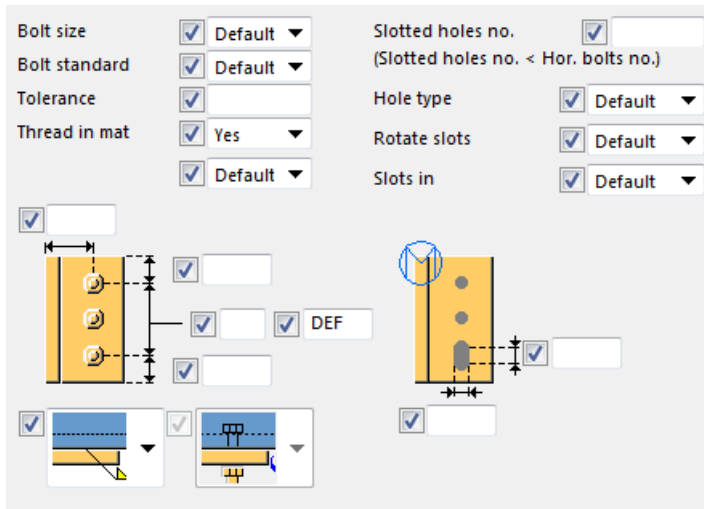 Bolt size Default
Bolt standard Default
Tolerance
Thread in mat Yes
Default
Slotted holes no.
(Slotted holes no. < Hor. bolts no.)
Hole type Default
Rotate slots Default
Slots in Default
DEF